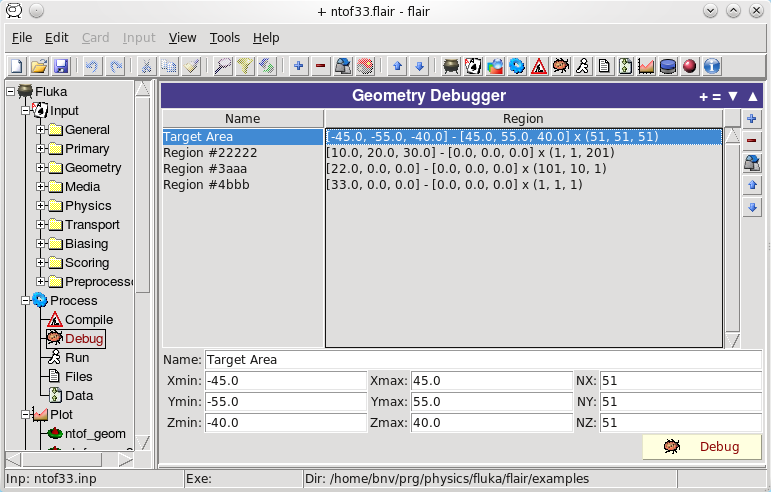 + ntof33.flair - flair
File Edit Card Input View Tools Help
Fluka
Input
General
Primary
Geometry
Media
Physics
Transport
Biasing
Scoring
Preprocess
Process
Compile
Debug
Run
Files
Data
Plot
ntof_geom
Geometry Debugger + = ▼ ▲
Name Region
Target Area [-45.0, -55.0, -40.0] - [45.0, 55.0, 40.0] x (51, 51, 51)
Region #22222 [10.0, 20.0, 30.0] - [0.0, 0.0, 0.0] x (1, 1, 201)
Region #3aaa [22.0, 0.0, 0.0] - [0.0, 0.0, 0.0] x (101, 10, 1)
Region #4bbb [33.0, 0.0, 0.0] - [0.0, 0.0, 0.0] x (1, 1, 1)
Name: Target Area
Xmin: -45.0 Xmax: 45.0 NX: 51
Ymin: -55.0 Ymax: 55.0 NY: 51
Zmin: -40.0 Zmax: 40.0 NZ: 51
Debug
Inp: ntof33.inp Exe: Dir: /home/bnv/prg/physics/fluka/flair/examples